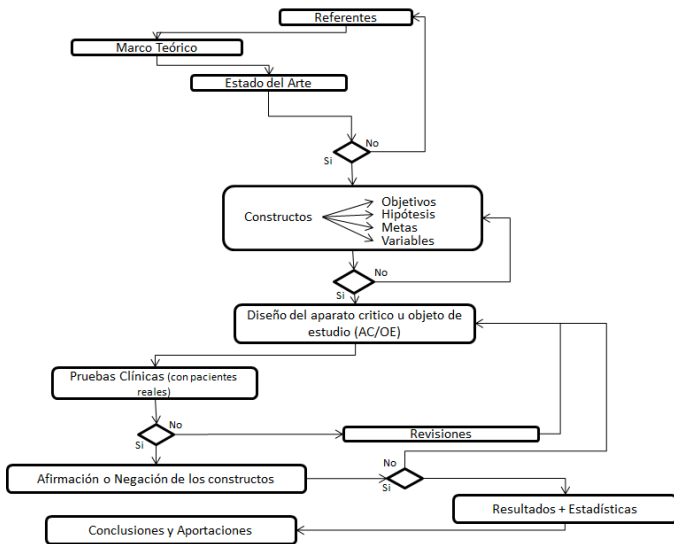 Referentes
Marco Teórico
Estado del Arte
No
Si
Constructos
Objetivos
Hipótesis
Metas
Variables
No
Si
Diseño del aparato critico u objeto de
estudio (AC/OE)
Pruebas Clínicas (con pacientes
reales)
No
Si
Revisiones
No
Si
Afirmación o Negación de los constructos
Resultados + Estadísticas
Conclusiones y Aportaciones